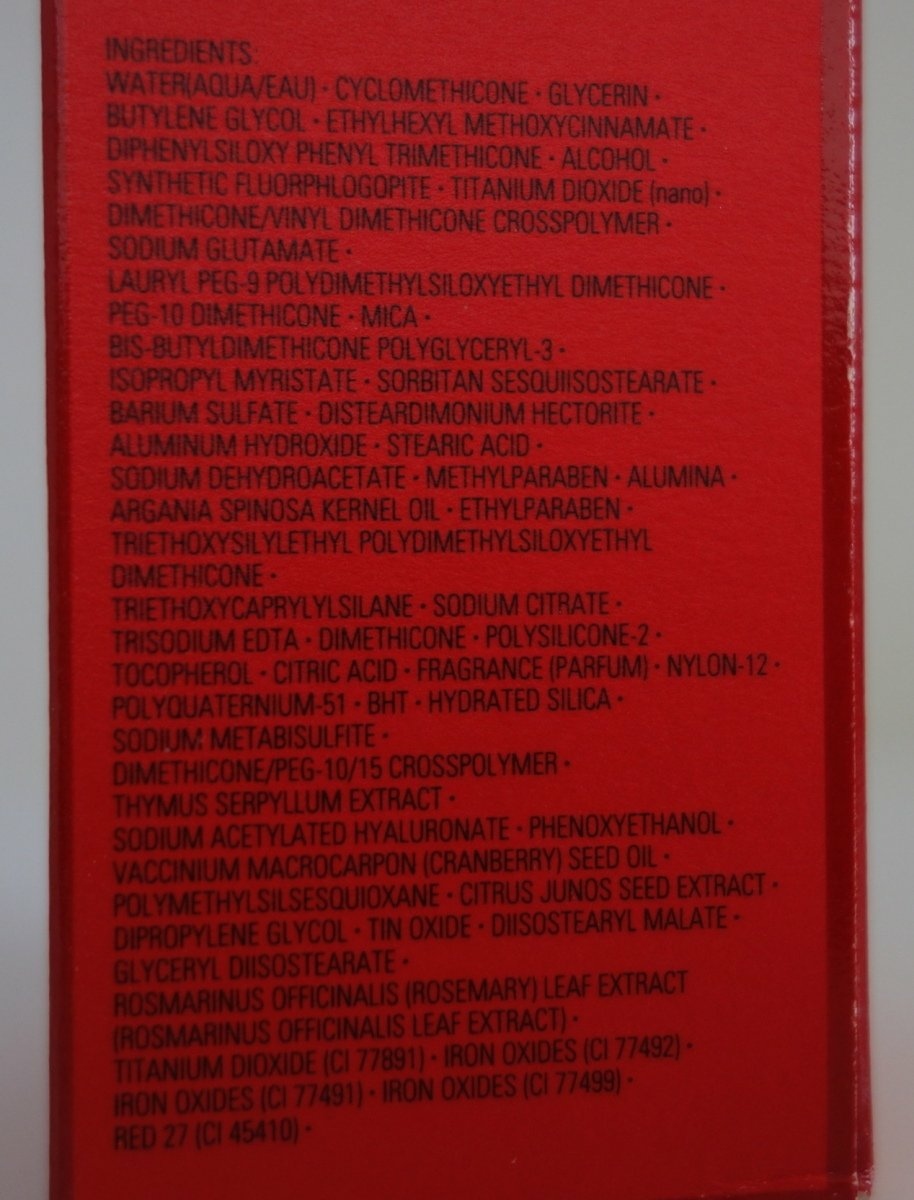 INGREDIENTS:
WATER(AQUA/EAU) · CYCLOMETHICONE · GLYCERIN ·
BUTYLENE GLYCOL · ETHYLHEXYL METHOXYCINNAMATE ·
DIPHENYLSILOXY PHENYL TRIMETHICONE · ALCOHOL ·
SYNTHETIC FLUORPHLOGOPITE · TITANIUM DIOXIDE (nano) ·
DIMETHICONE/VINYL DIMETHICONE CROSSPOLYMER ·
SODIUM GLUTAMATE ·
LAURYL PEG-9 POLYDIMETHYLSILOXYETHYL DIMETHICONE ·
PEG-10 DIMETHICONE · MICA ·
BIS-BUTYLDIMETHICONE POLYGLYCERYL-3 ·
ISOPROPYL MYRISTATE · SORBITAN SESQUIISOSTEARATE ·
BARIUM SULFATE · DISTEARDIMONIUM HECTORITE ·
ALUMINUM HYDROXIDE · STEARIC ACID ·
SODIUM DEHYDROACETATE · METHYLPARABEN · ALUMINA ·
ARGANIA SPINOSA KERNEL OIL · ETHYLPARABEN ·
TRIETHOXYSILYLETHYL POLYDIMETHYLSILOXYETHYL
DIMETHICONE ·
TRIETHOXYCAPRYLYLSILANE · SODIUM CITRATE ·
TRISODIUM EDTA · DIMETHICONE · POLYSILICONE-2 ·
TOCOPHEROL · CITRIC ACID · FRAGRANCE (PARFUM) · NYLON-12 ·
POLYQUATERNIUM-51 · BHT · HYDRATED SILICA ·
SODIUM METABISULFITE ·
DIMETHICONE/PEG-10/15 CROSSPOLYMER ·
THYMUS SERPYLLUM EXTRACT ·
SODIUM ACETYLATED HYALURONATE · PHENOXYETHANOL ·
VACCINIUM MACROCARPON (CRANBERRY) SEED OIL ·
POLYMETHYLSILSESQUIOXANE · CITRUS JUNOS SEED EXTRACT ·
DIPROPYLENE GLYCOL · TIN OXIDE · DIISOSTEARYL MALATE ·
GLYCERYL DIISOSTEARATE ·
ROSMARINUS OFFICINALIS (ROSEMARY) LEAF EXTRACT
(ROSMARINUS OFFICINALIS LEAF EXTRACT) ·
TITANIUM DIOXIDE (CI 77891) · IRON OXIDES (CI 77492) ·
IRON OXIDES (CI 77491) · IRON OXIDES (CI 77499) ·
RED 27 (CI 45410) ·